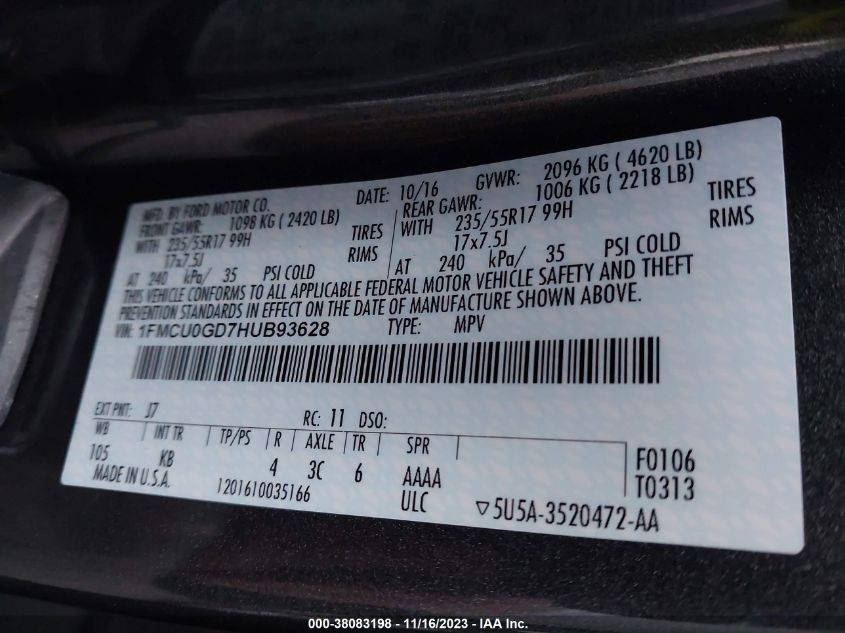 MFD. BY FORD MOTOR CO. DATE: 10/16 GVWR: 2096 KG ( 4620 LB)
FRONT GAWR: 1098 KG ( 2420 LB) REAR GAWR: 1006 KG ( 2218 LB)
WITH 235/55R17 99H TIRES WITH 235/55R17 99H TIRES
17x7.5J RIMS 17x7.5J RIMS
AT 240 kPa/ 35 PSI COLD AT 240 kPa/ 35 PSI COLD
THIS VEHICLE CONFORMS TO ALL APPLICABLE FEDERAL MOTOR VEHICLE SAFETY AND THEFT
PREVENTION STANDARDS IN EFFECT ON THE DATE OF MANUFACTURE SHOWN ABOVE.
VIN: 1FMCU0GD7HUB93628 TYPE: MPV
EXT PNT: J7 RC: 11 DSO:
WB INT TR TP/PS R AXLE TR SPR
105 KB 4 3C 6 AAAA F0106
MADE IN U.S.A. 1201610035166 ULC T0313
▽5U5A-3520472-AA
000-38083198 - 11/16/2023 - IAA Inc.